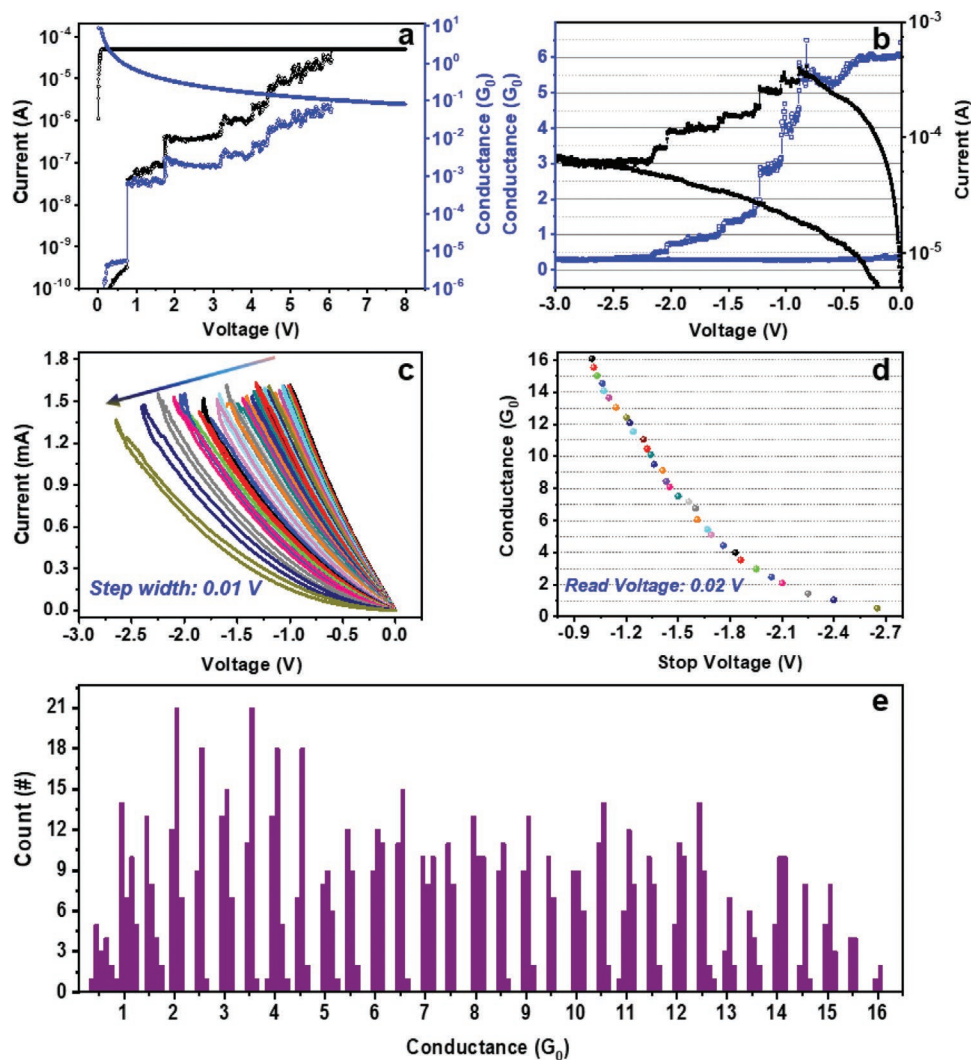 a
10⁻⁴
10⁻⁵
10⁻⁶
10⁻⁷
10⁻⁸
10⁻⁹
10⁻¹⁰
Current (A)
10¹
10⁰
10⁻¹
10⁻²
10⁻³
10⁻⁴
10⁻⁵
10⁻⁶
Conductance (G₀)
0 1 2 3 4 5 6 7 8
Voltage (V)
b
Conductance (G₀)
6
5
4
3
2
1
0
10⁻³
10⁻⁴
10⁻⁵
Current (A)
-3.0 -2.5 -2.0 -1.5 -1.0 -0.5 0.0
Voltage (V)
c
1.8
1.5
1.2
0.9
0.6
0.3
0.0
Current (mA)
Step width: 0.01 V
-3.0 -2.5 -2.0 -1.5 -1.0 -0.5 0.0
Voltage (V)
d
16
14
12
10
8
6
4
2
0
Conductance (G₀)
Read Voltage: 0.02 V
-0.9 -1.2 -1.5 -1.8 -2.1 -2.4 -2.7
Stop Voltage (V)
e
21
18
15
12
9
6
3
0
Count (#)
1 2 3 4 5 6 7 8 9 10 11 12 13 14 15 16
Conductance (G₀)